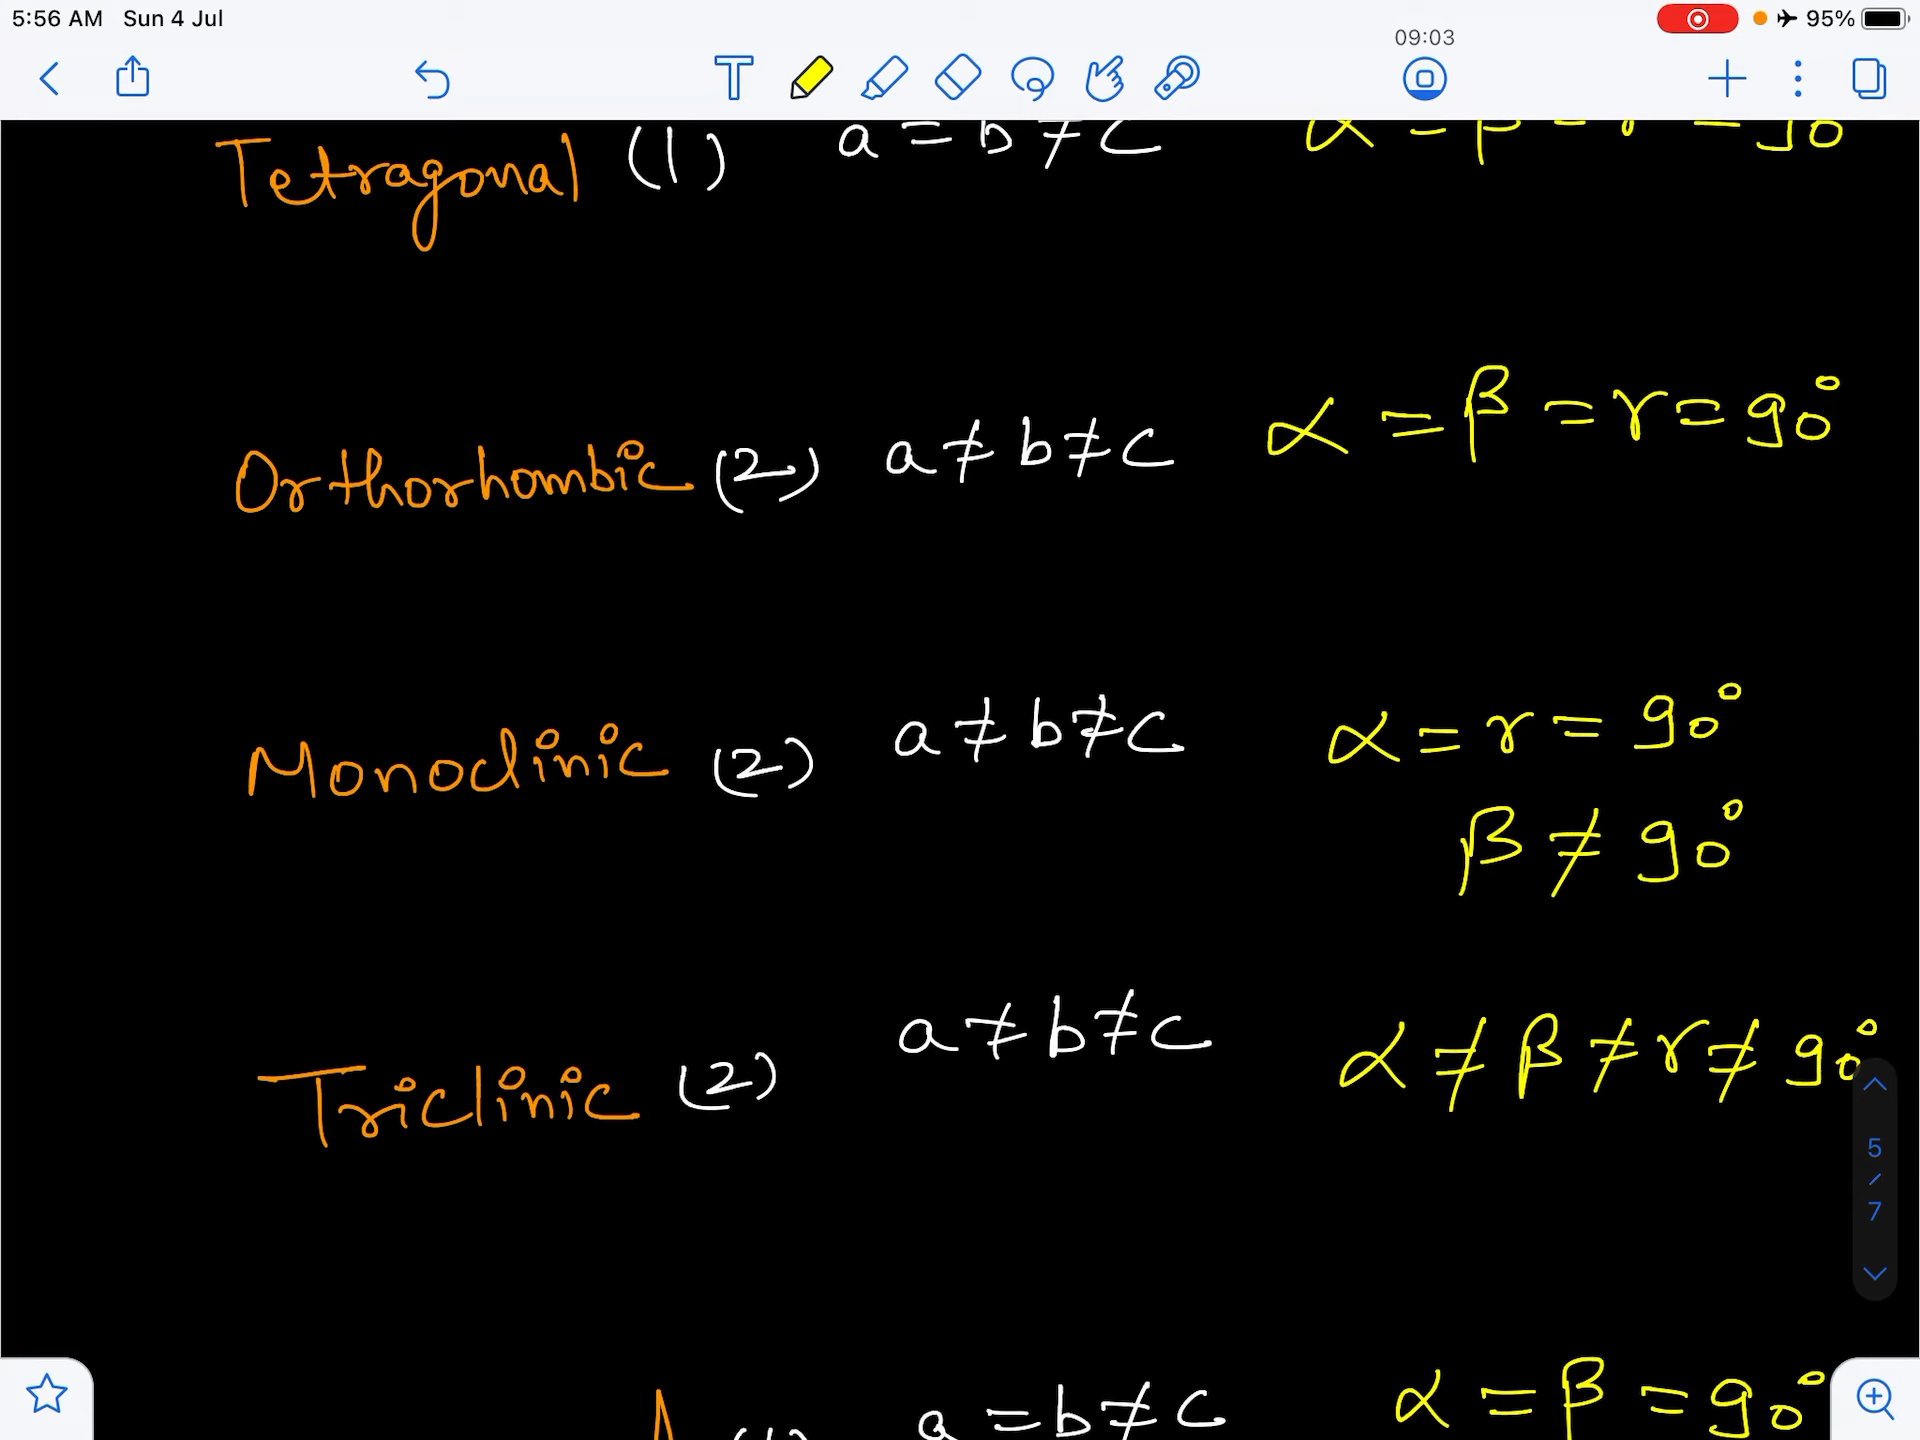 5:56 AM Sun 4 Jul 95%
09:03
T
Tetragonal (1) a = b ≠ c α = β = γ = 90
Orthorhombic (2) a ≠ b ≠ c α = β = γ = 90°
Monoclinic (2) a ≠ b ≠ c α = γ = 90°
β ≠ 90°
Triclinic (2) a ≠ b ≠ c α ≠ β ≠ γ ≠ 90°
5
/
7
a = b ≠ c α = β = 90°